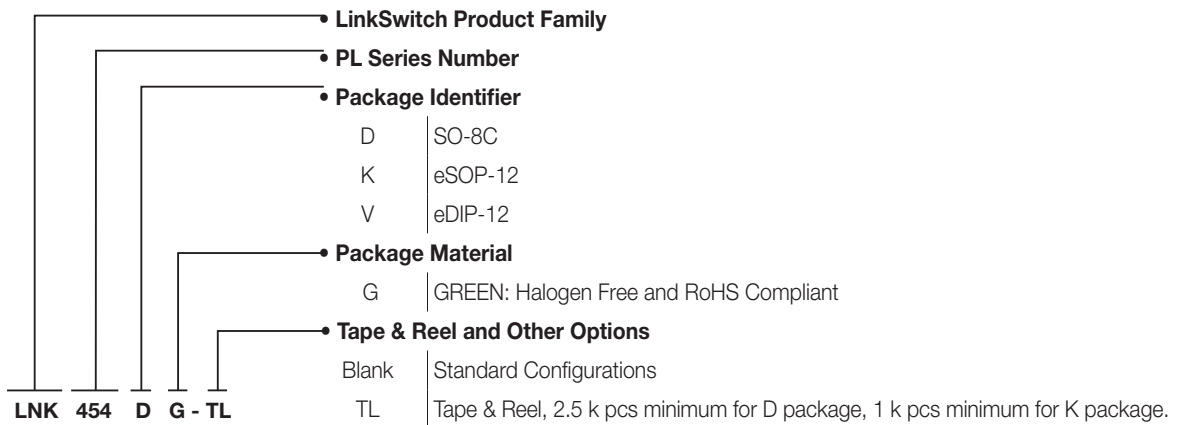 • LinkSwitch Product Family
• PL Series Number
• Package Identifier
D SO-8C
K eSOP-12
V eDIP-12
• Package Material
G GREEN: Halogen Free and RoHS Compliant
• Tape & Reel and Other Options
Blank Standard Configurations
TL Tape & Reel, 2.5 k pcs minimum for D package, 1 k pcs minimum for K package.
LNK 454 D G - TL